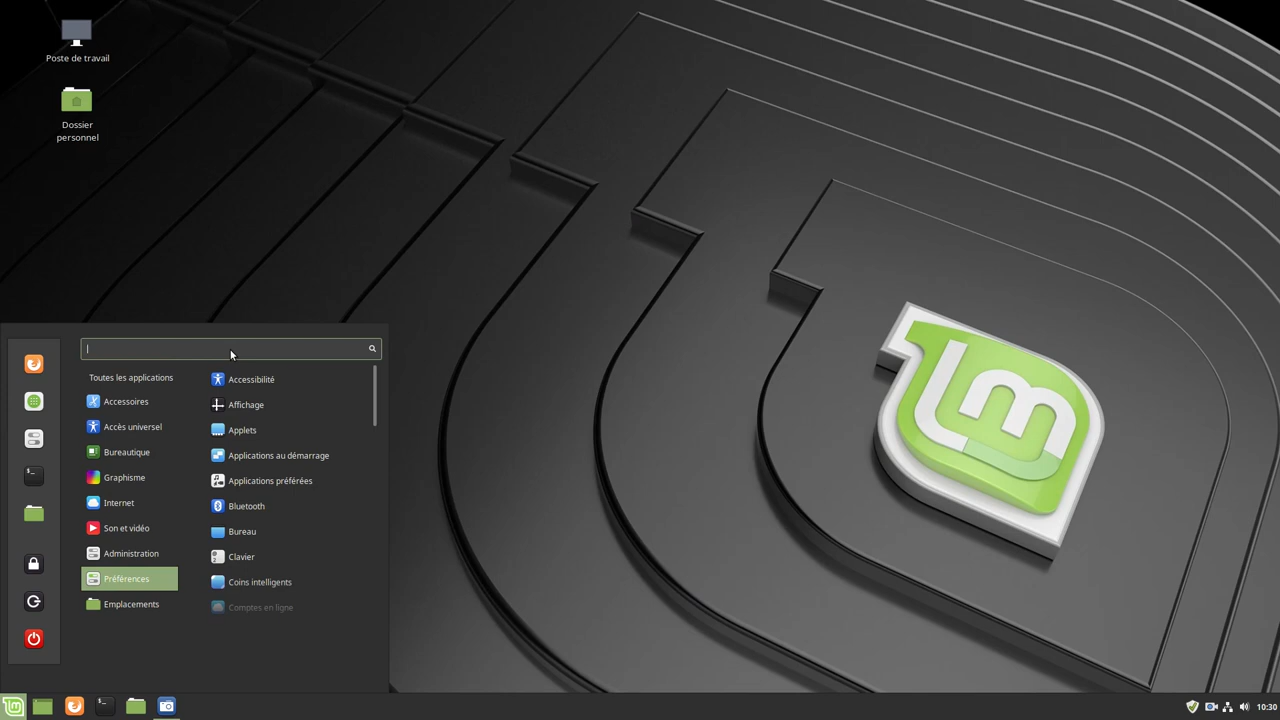 Poste de travail
Dossier
personnel
Toutes les applications
Accessoires
Accès universel
Bureautique
Graphisme
Internet
Son et vidéo
Administration
Préférences
Emplacements
Accessibilité
Affichage
Applets
Applications au démarrage
Applications préférées
Bluetooth
Bureau
Clavier
Coins intelligents
Comptes en ligne
lm
10:30